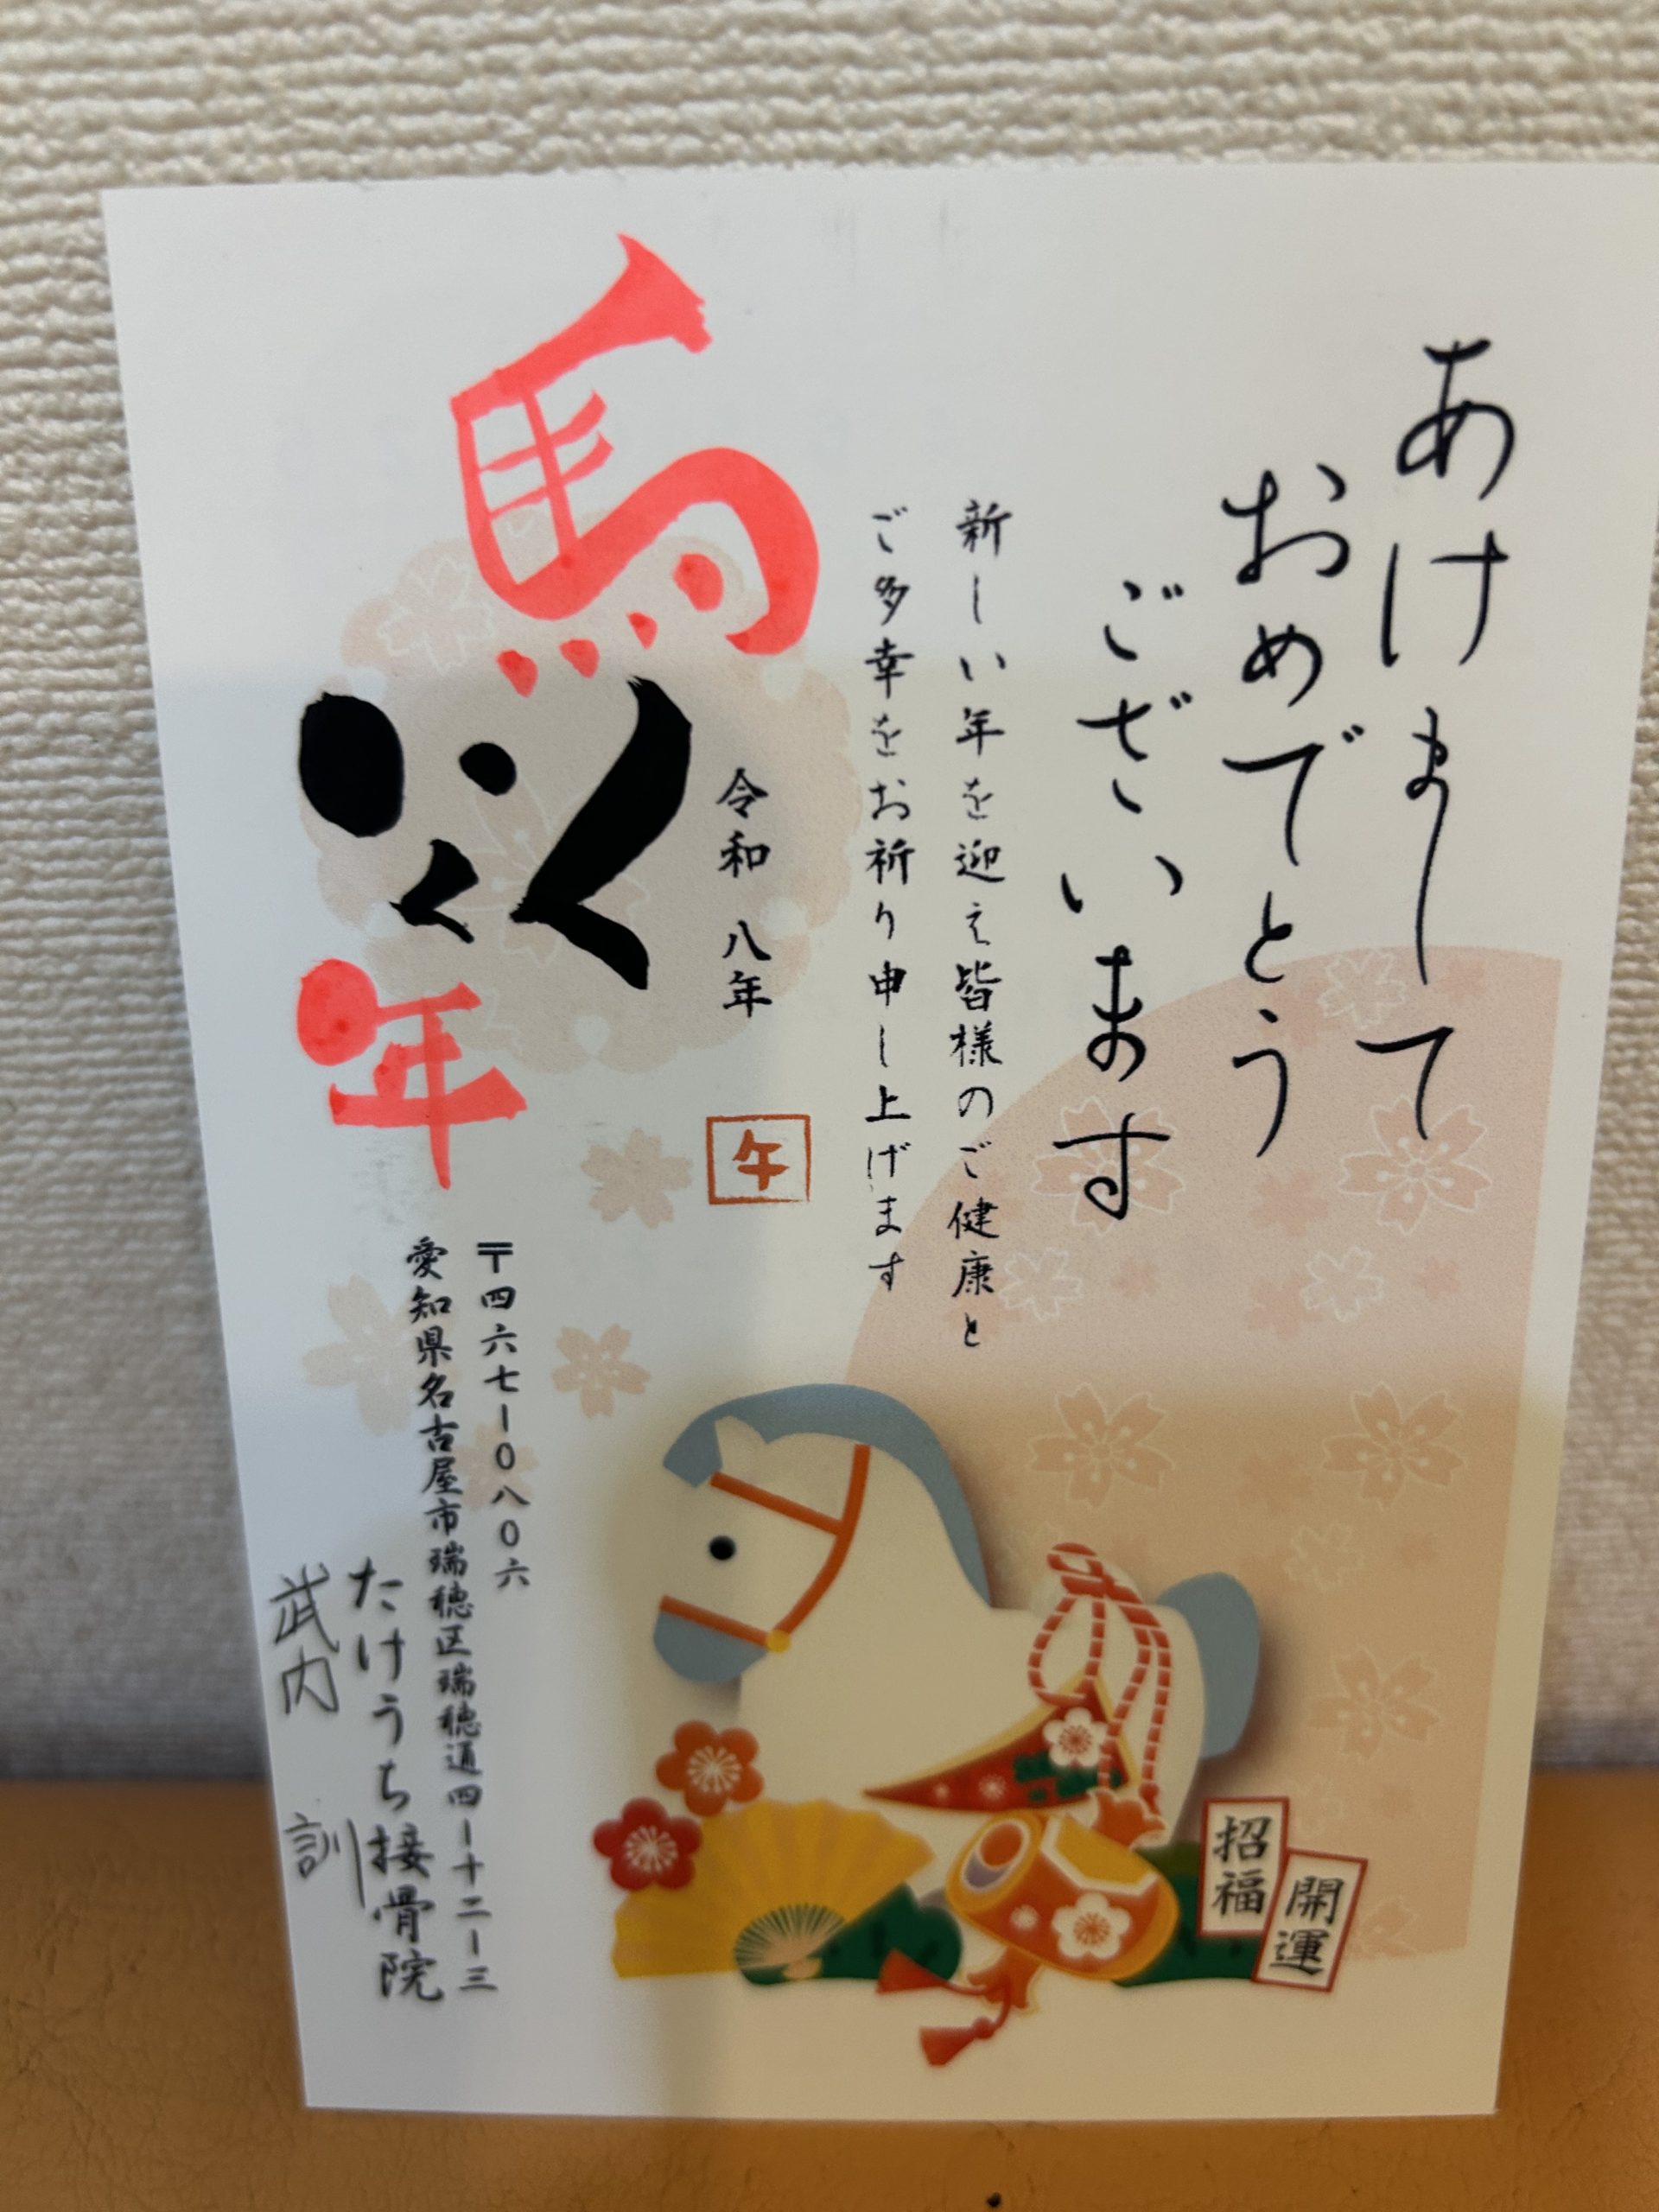 あけまして
おめでとう
ございます
新しい年を迎え皆様のご健康と
ご多幸をお祈り申し上げます
令和 八年
午
馬
年
〒四六七-〇八〇六
愛知県名古屋市瑞穂区瑞穂通四-十二-三
たけうち接骨院
武内 訓
招福
開運